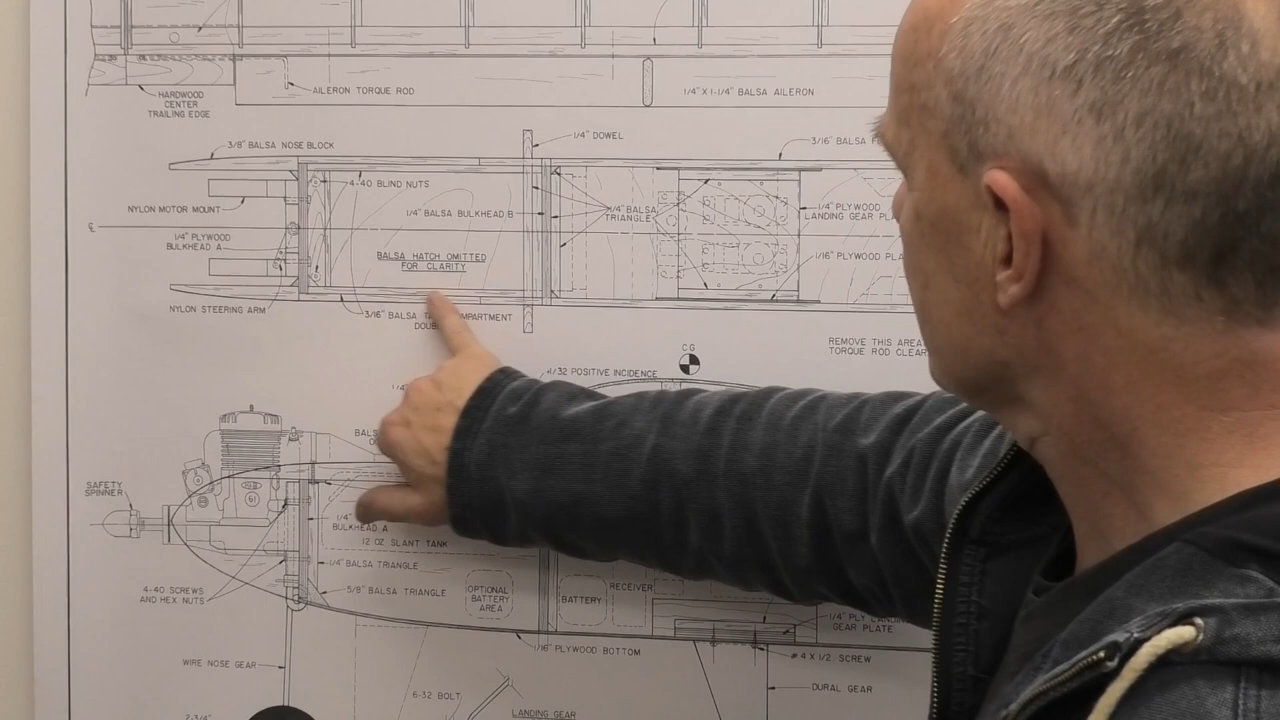 AILERON TORQUE ROD
1/4" X 1-1/4" BALSA AILERON
HARDWOOD
CENTER
TRAILING EDGE
1/4" DOWEL
3/8" BALSA NOSE BLOCK
3/16" BALSA
4-40 BLIND NUTS
NYLON MOTOR MOUNT
1/4" BALSA BULKHEAD B
1/4" BALSA
TRIANGLE
1/4" PLYWOOD
LANDING GEAR
1/4" PLYWOOD
BULKHEAD A
BALSA HATCH OMITTED
FOR CLARITY
1/16" PLYWOOD
NYLON STEERING ARM
3/16" BALSA
COMPARTMENT
REMOVE THIS AREA
TORQUE ROD
CG
POSITIVE INCIDENCE
SAFETY
SPINNER
61
1/4"
BULKHEAD A
12 OZ SLANT TANK
1/4" BALSA TRIANGLE
4-40 SCREWS
AND HEX NUTS
5/8" BALSA TRIANGLE
OPTIONAL
BATTERY
AREA
BATTERY
RECEIVER
1/4" PLY
GEAR PLATE
1/16" PLYWOOD BOTTOM
#4 X 1/2 SCREW
WIRE NOSE GEAR
6-32 BOLT
DURAL GEAR
2-3/4"
LANDING GEAR